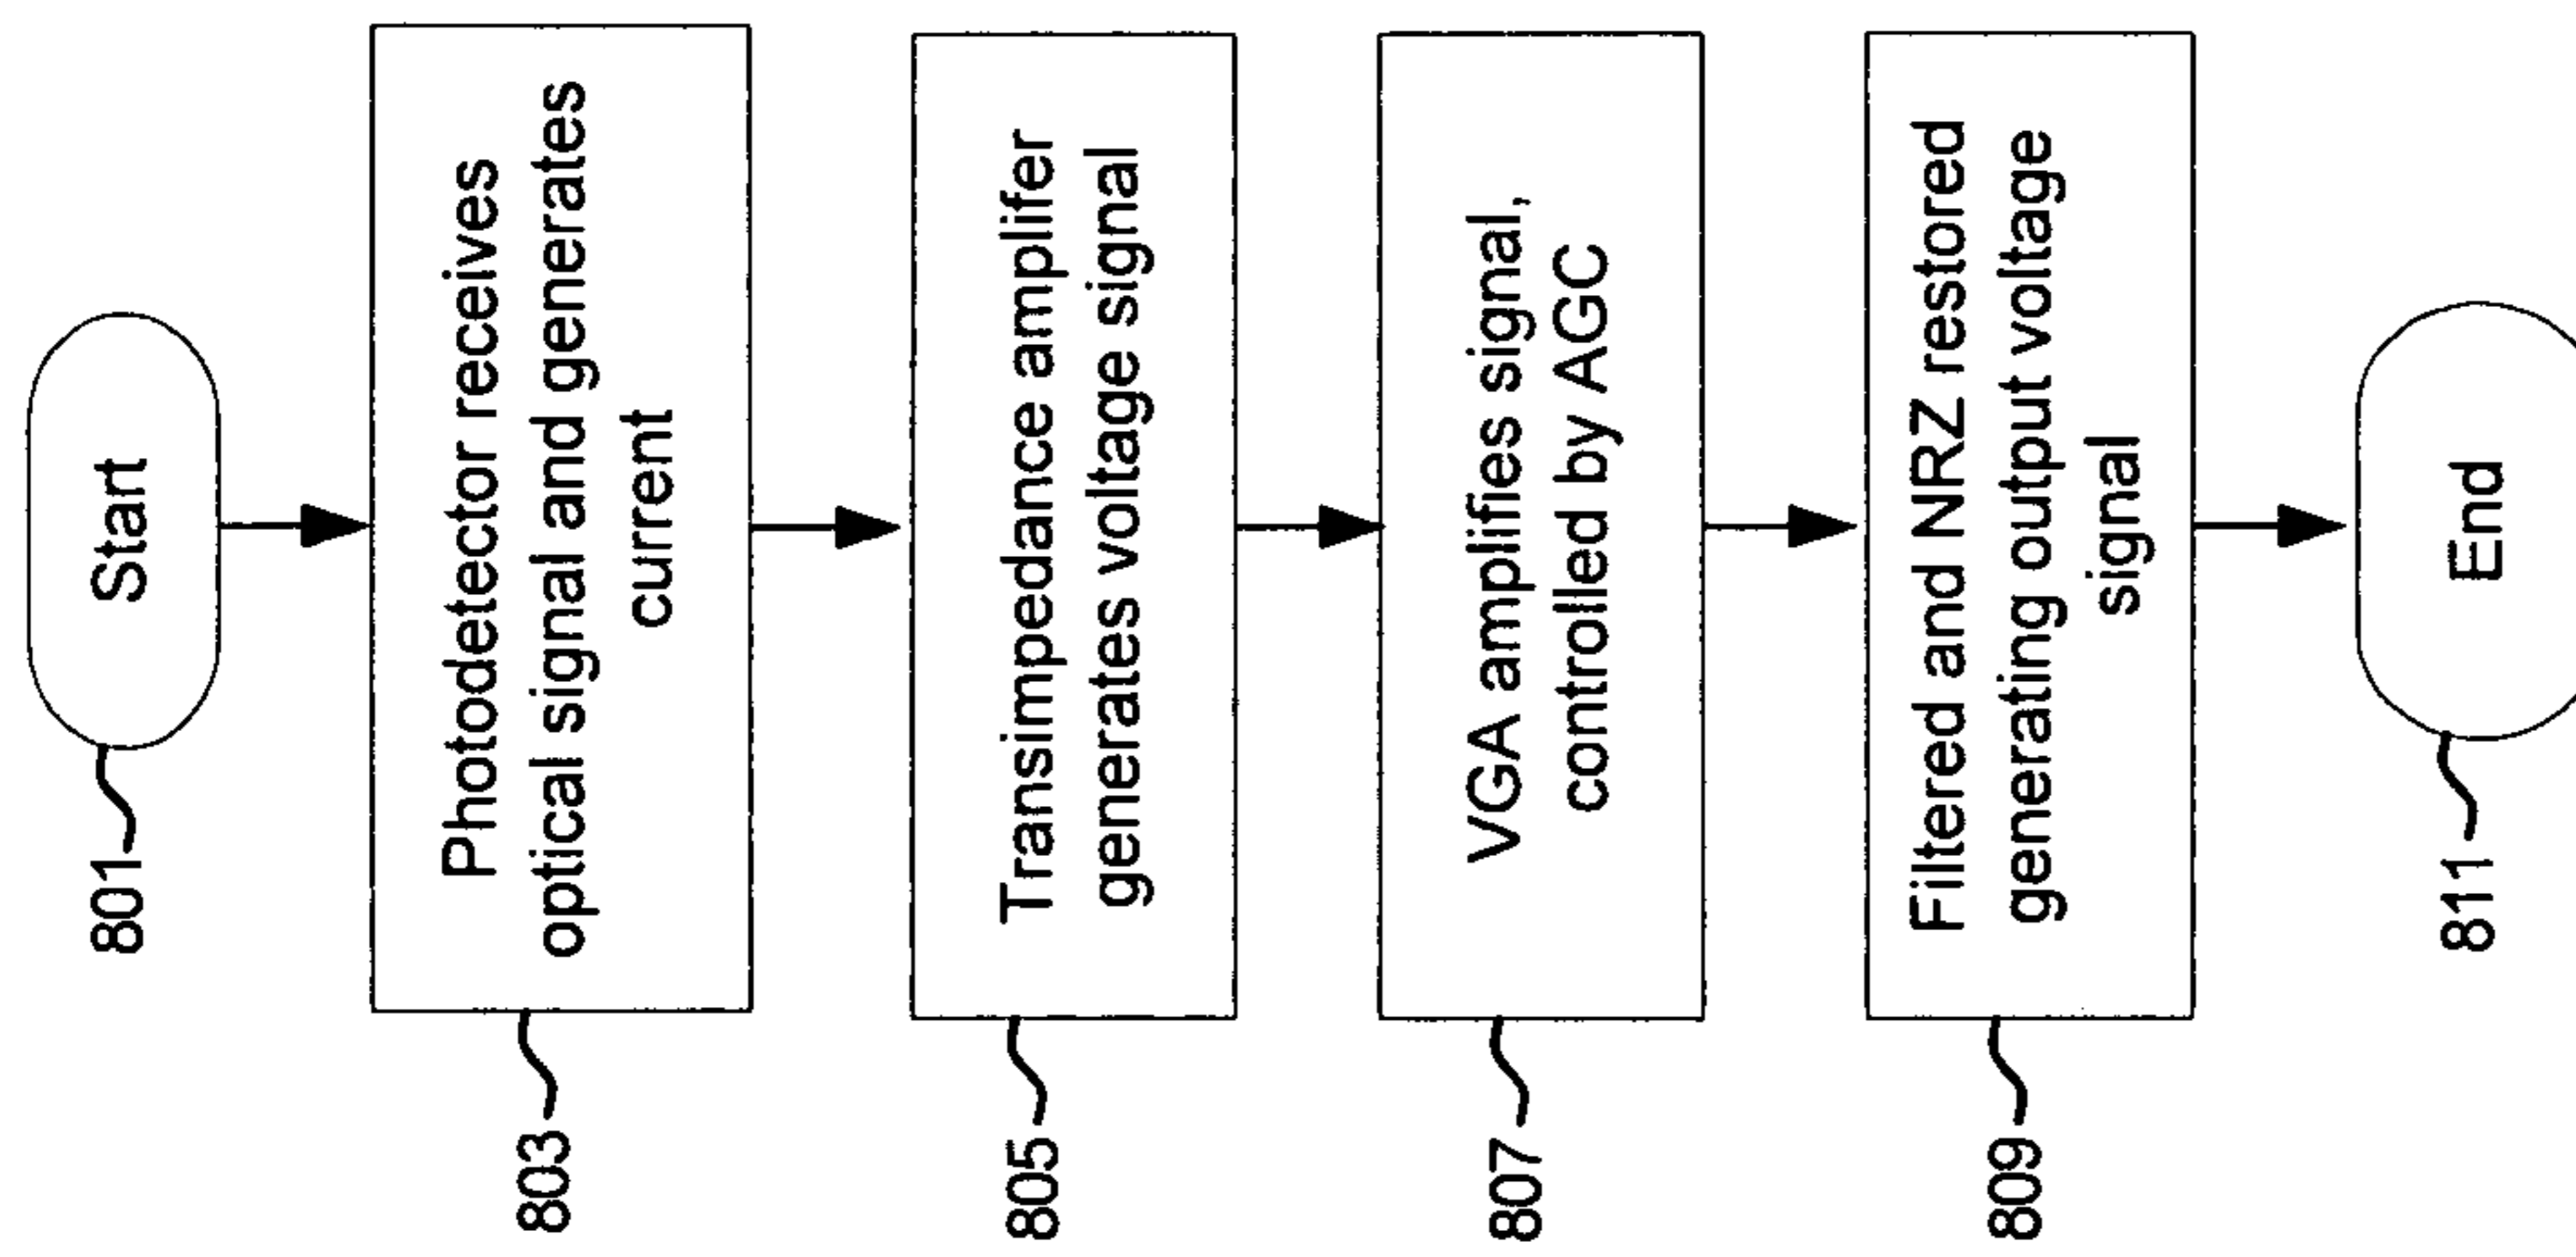 Start
801
Photodetector receives
optical signal and generates
current
803
Transimpedance amplifer
generates voltage signal
805
VGA amplifies signal,
controlled by AGC
807
Filtered and NRZ restored
generating output voltage
signal
809
End
811